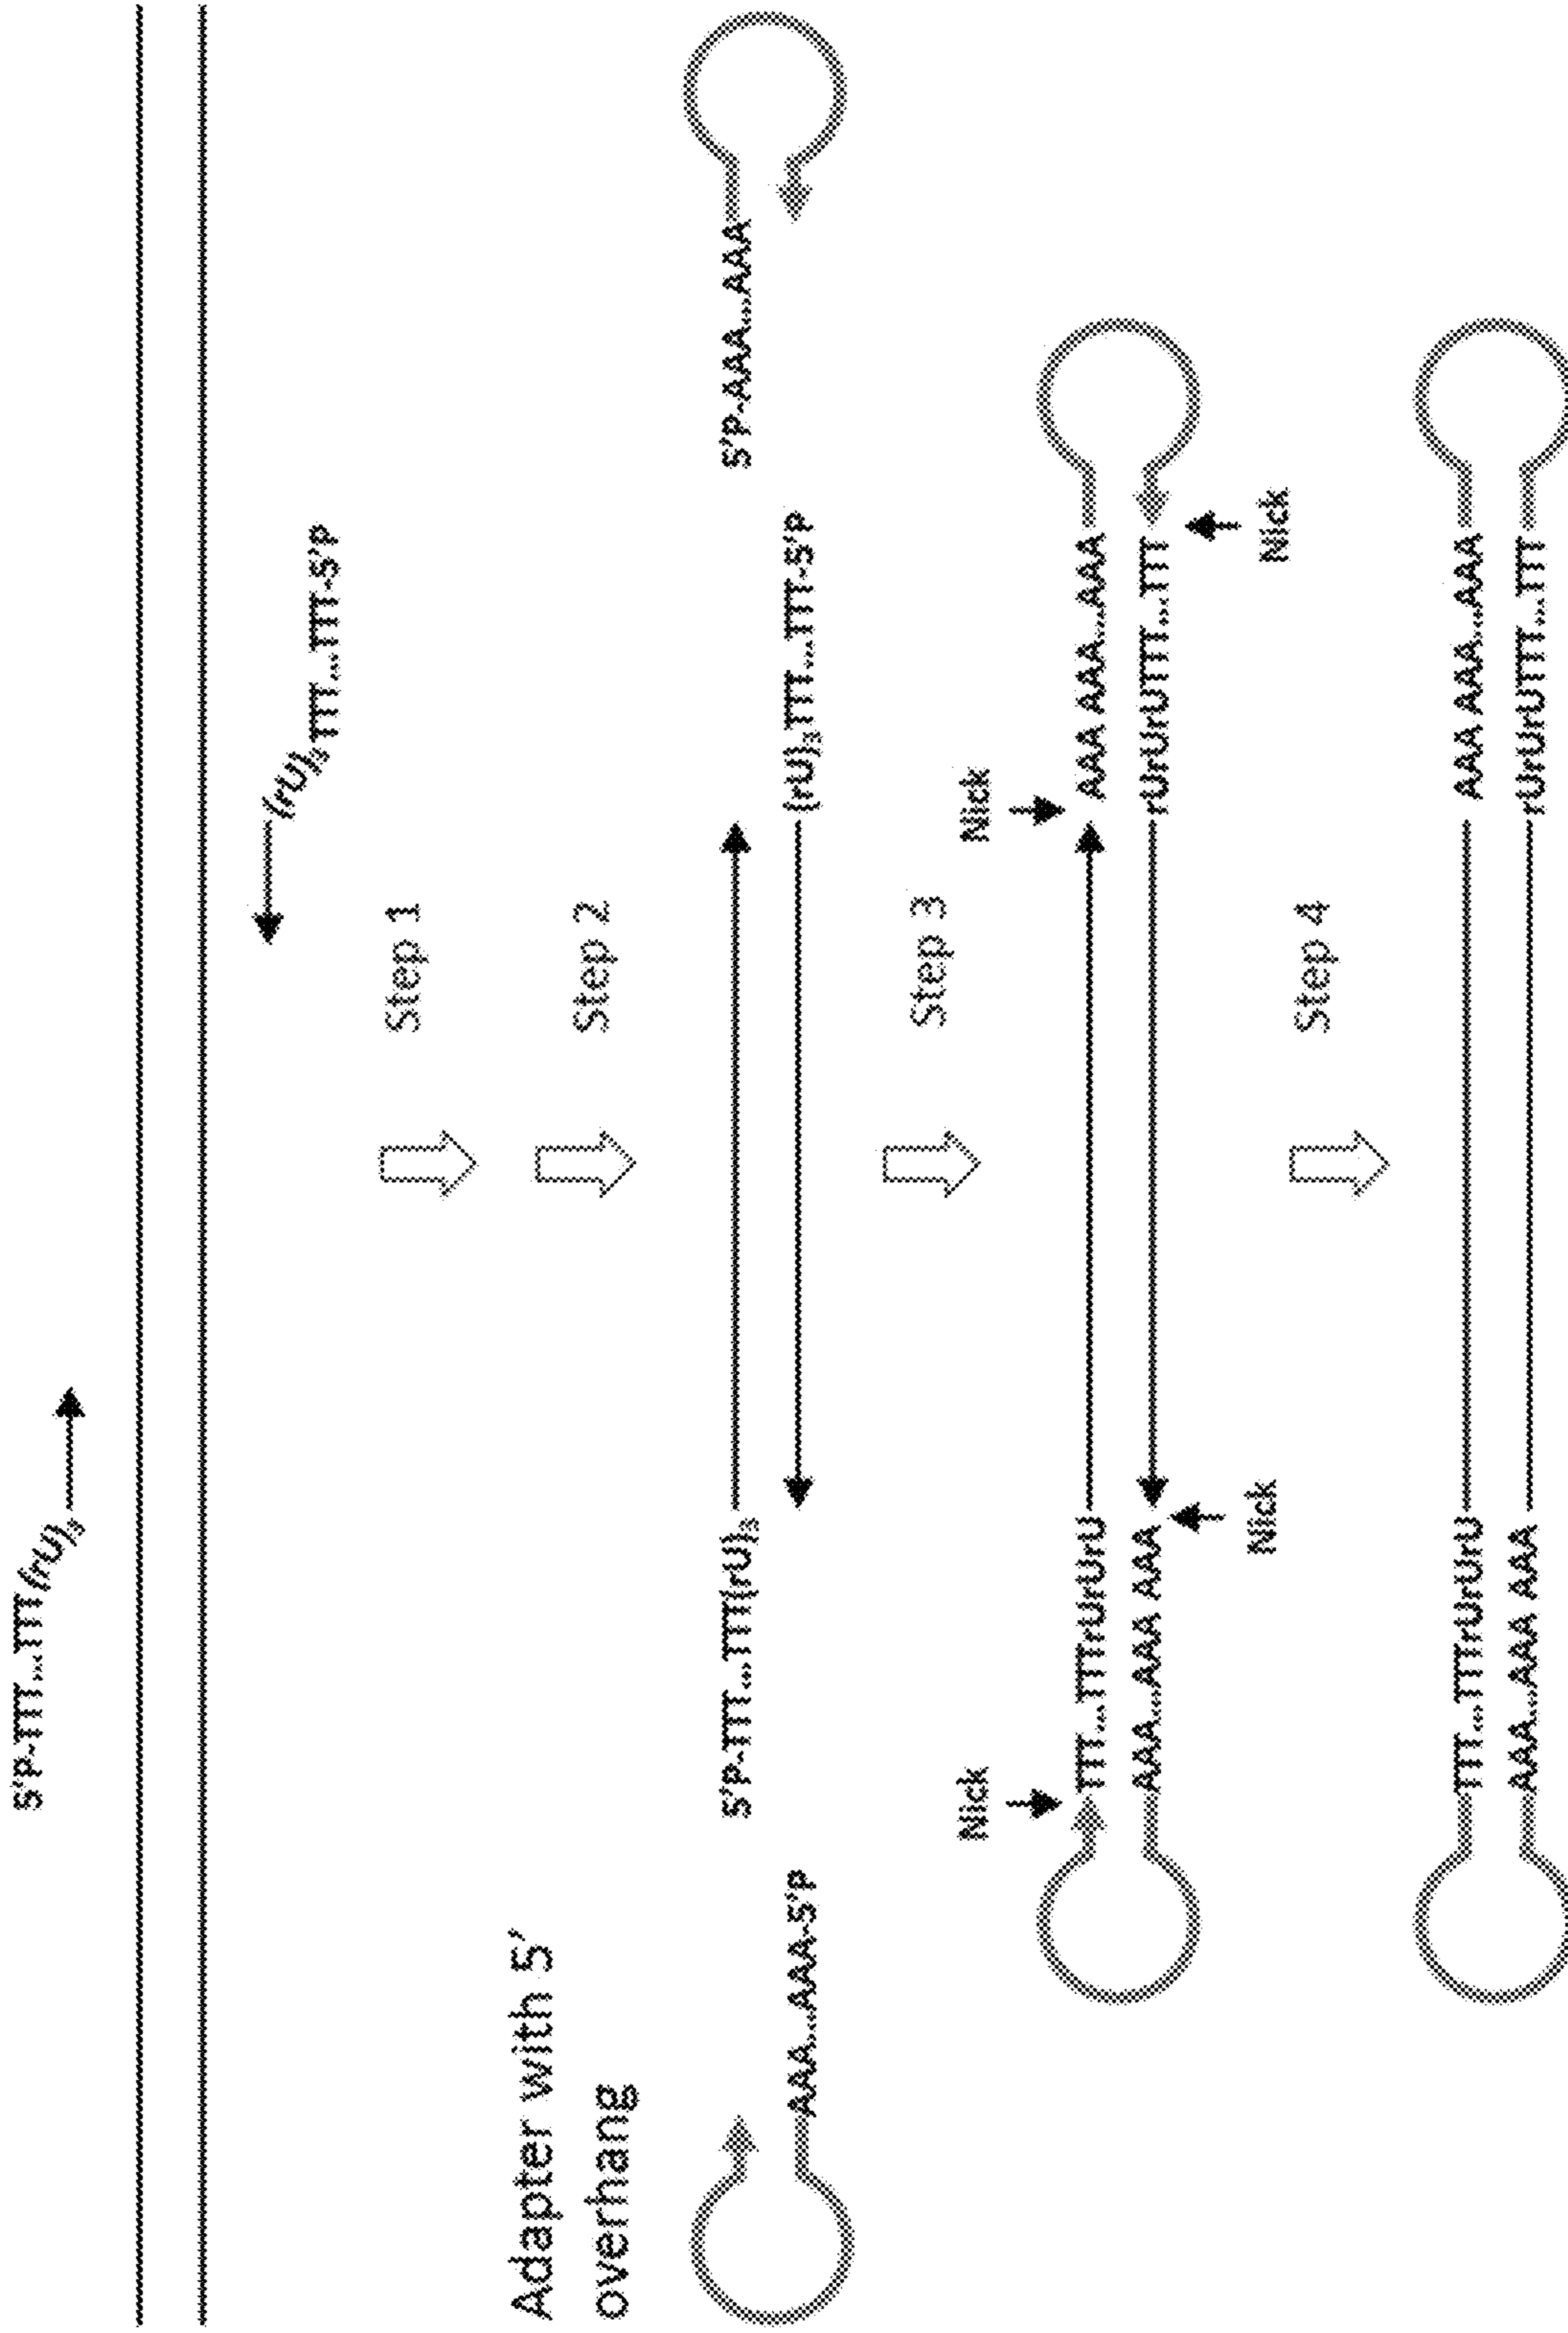 5'P-TTT...TTT(rU)3
(rU)3TTT...TTT-5'P
Step 1
Adapter with 5'
overhang
Step 2
5'P-TTT...TTT(rU)3
5'P-AAA...AAA
AAA...AAA-5'P
(rU)3TTT...TTT-5'P
Step 3
Nick
Nick
TTT...TTTrUrUrU
AAA AAA...AAA
AAA...AAA AAA
rUrUrUTTT...TTT
Nick
Nick
Step 4
TTT...TTTrUrUrU
AAA AAA...AAA
AAA...AAA AAA
rUrUrUTTT...TTT